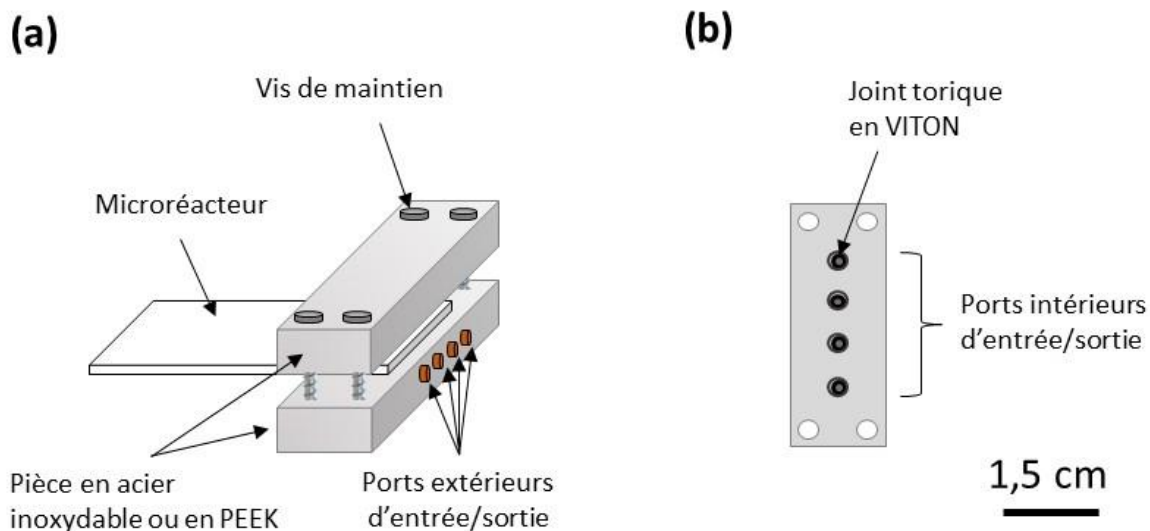 (a)
Vis de maintien
Microréacteur
Pièce en acier
inoxydable ou en PEEK
Ports extérieurs
d'entrée/sortie
(b)
Joint torique
en VITON
Ports intérieurs
d'entrée/sortie
1,5 cm